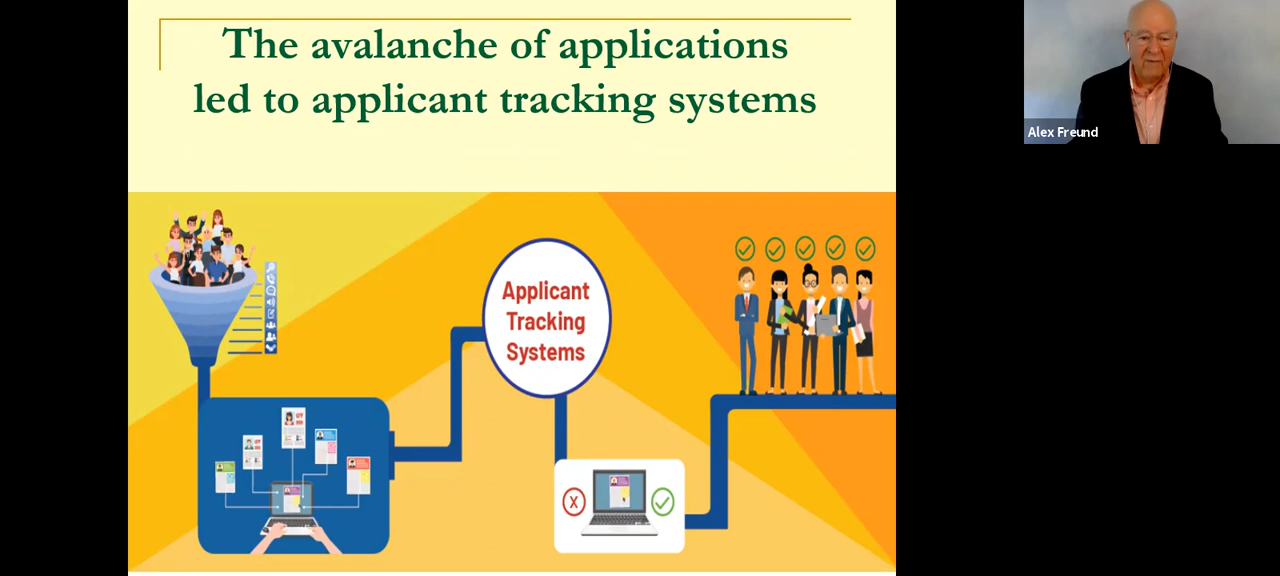 The avalanche of applications
led to applicant tracking systems
Alex Freund
Applicant
Tracking
Systems
X